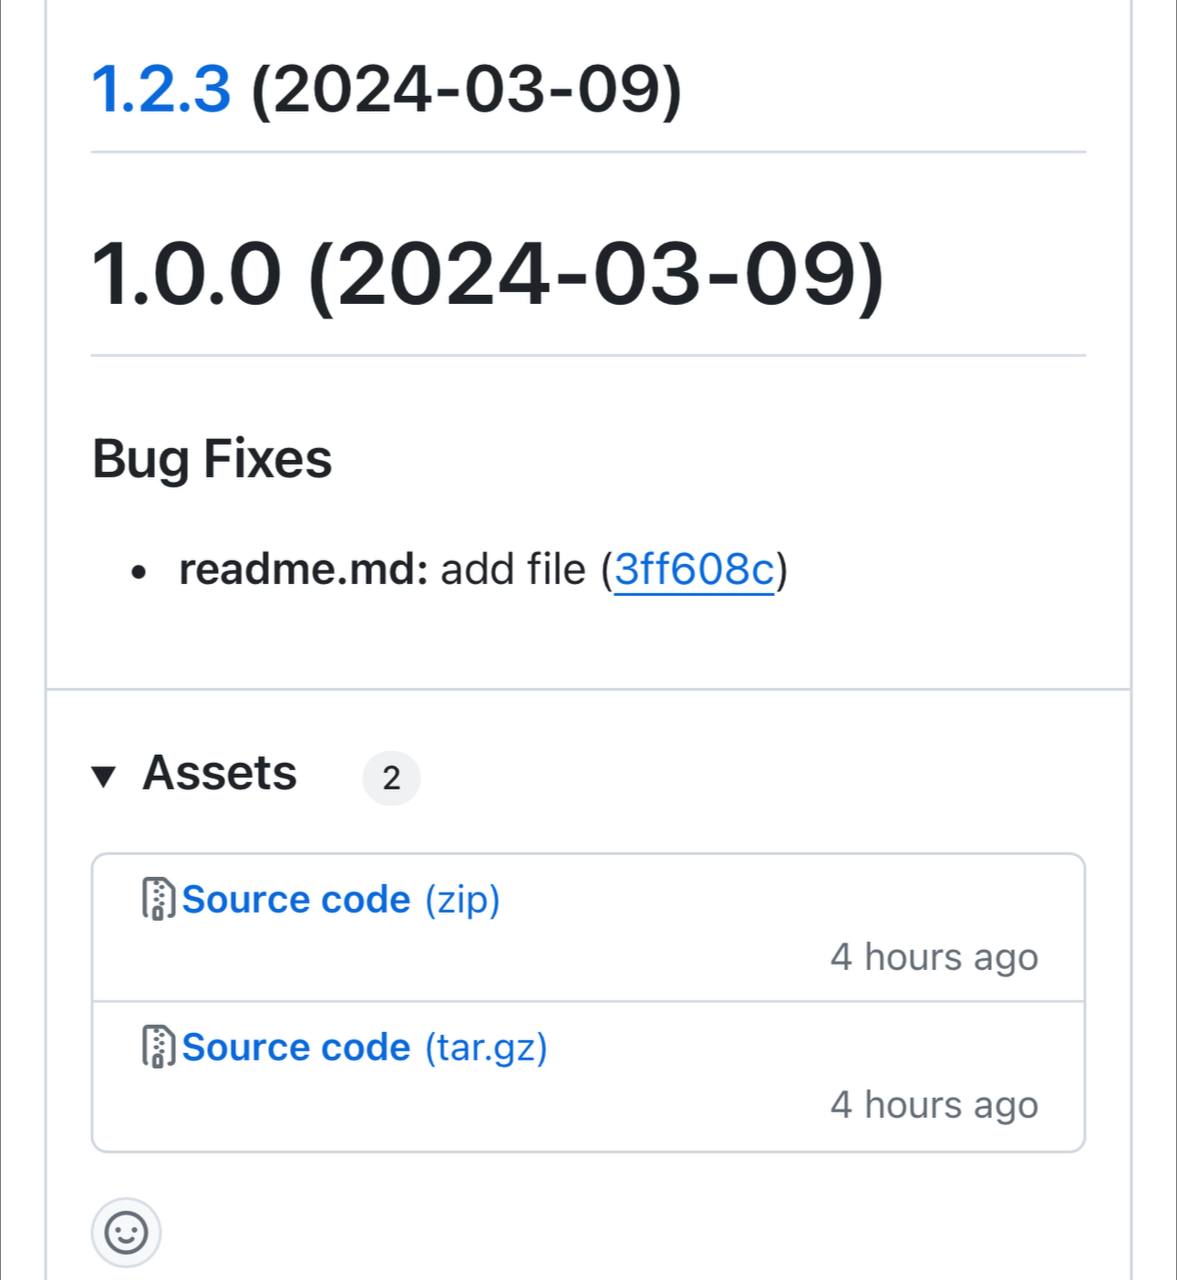 1.2.3 (2024-03-09)
1.0.0 (2024-03-09)
Bug Fixes
• readme.md: add file (3ff608c)
▼ Assets 2
Source code (zip)
4 hours ago
Source code (tar.gz)
4 hours ago